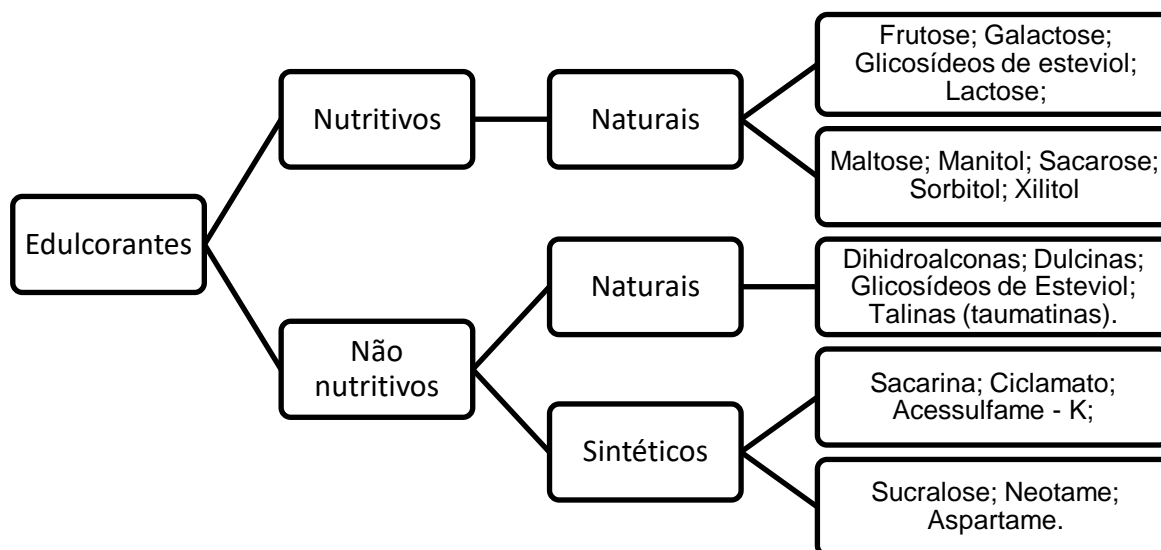 Edulcorantes
Nutritivos
Naturais
Frutose; Galactose;
Glicosídeos de esteviol;
Lactose;
Maltose; Manitol; Sacarose;
Sorbitol; Xilitol
Não
nutritivos
Naturais
Dihidroalconas; Dulcinas;
Glicosídeos de Esteviol;
Talinas (taumatinas).
Sintéticos
Sacarina; Ciclamato;
Acessulfame - K;
Sucralose; Neotame;
Aspartame.